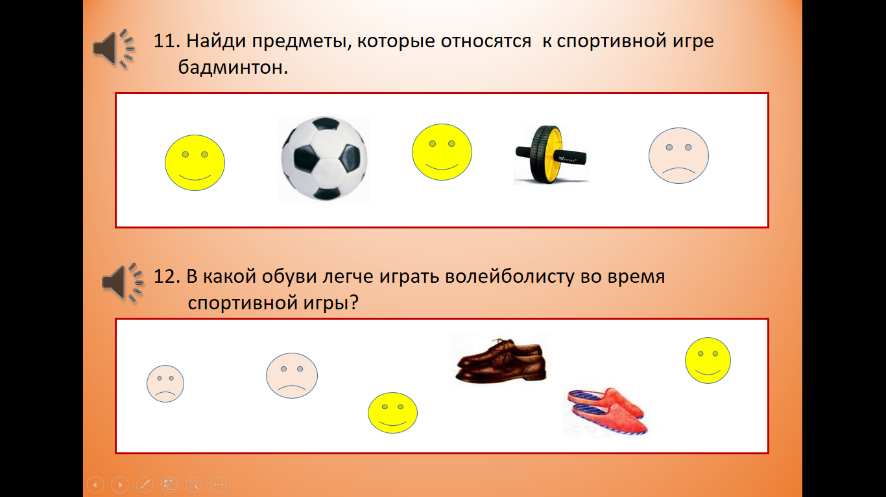 11. Найди предметы, которые относятся к спортивной игре
бадминтон.
12. В какой обуви легче играть волейболисту во время
спортивной игры?